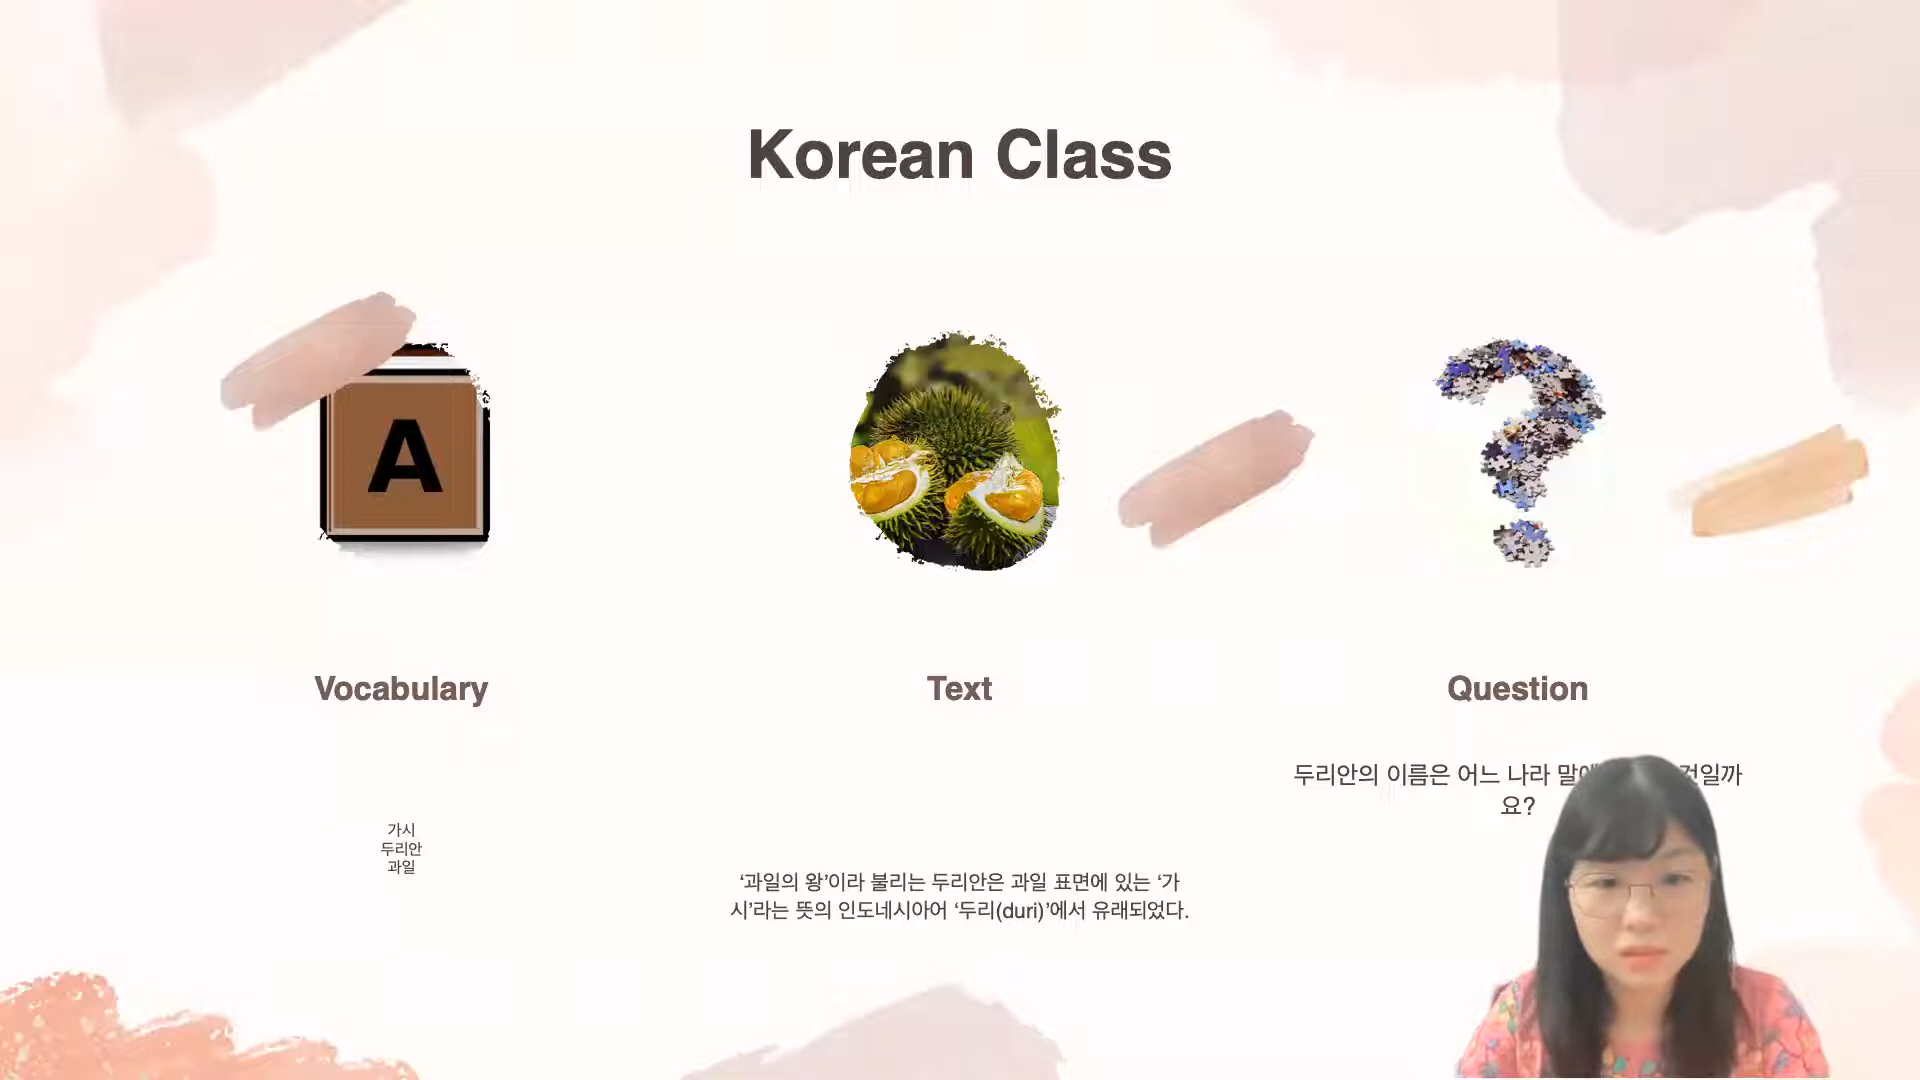 Korean Class
A
Vocabulary
가시
두리안
과일
Text
‘과일의 왕’이라 불리는 두리안은 과일 표면에 있는 ‘가
시’라는 뜻의 인도네시아어 ‘두리(duri)’에서 유래되었다.
Question
두리안의 이름은 어느 나라 것일까
요?